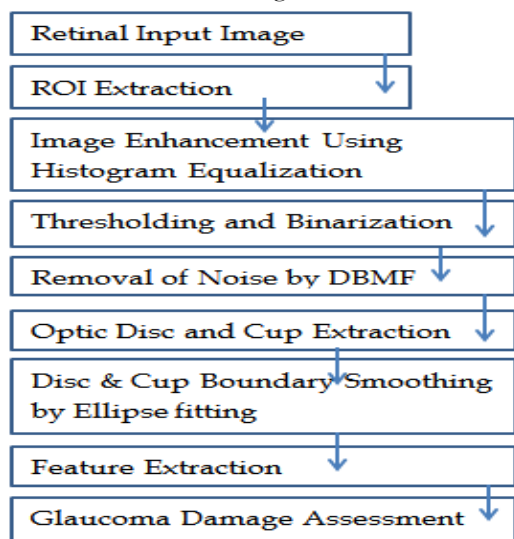 Retinal Input Image
ROI Extraction
Image Enhancement Using
Histogram Equalization
Thresholding and Binarization
Removal of Noise by DBMF
Optic Disc and Cup Extraction
Disc & Cup Boundary Smoothing
by Ellipse fitting
Feature Extraction
Glaucoma Damage Assessment